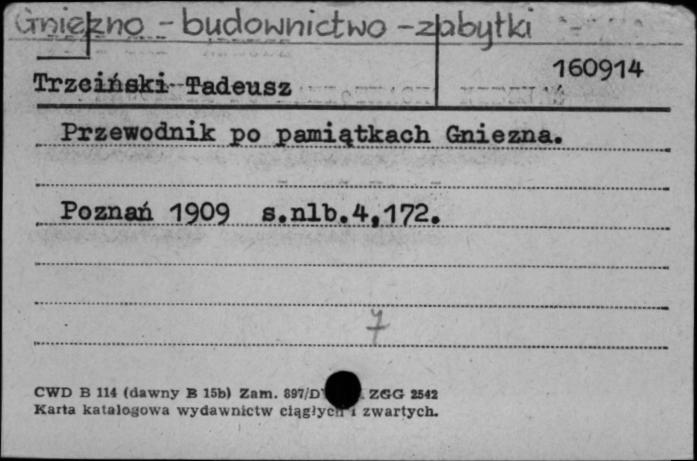 Gniezno - budownictwo - zabytki
160914
Trzciński Tadeusz
Przewodnik po pamiątkach Gniezna.
Poznań 1909 s.nlb.4,172.
7
CWD B 114 (dawny B 15b) Zam. 897/D ZGG 2542
Karta katalogowa wydawnictw ciągłych i zwartych.